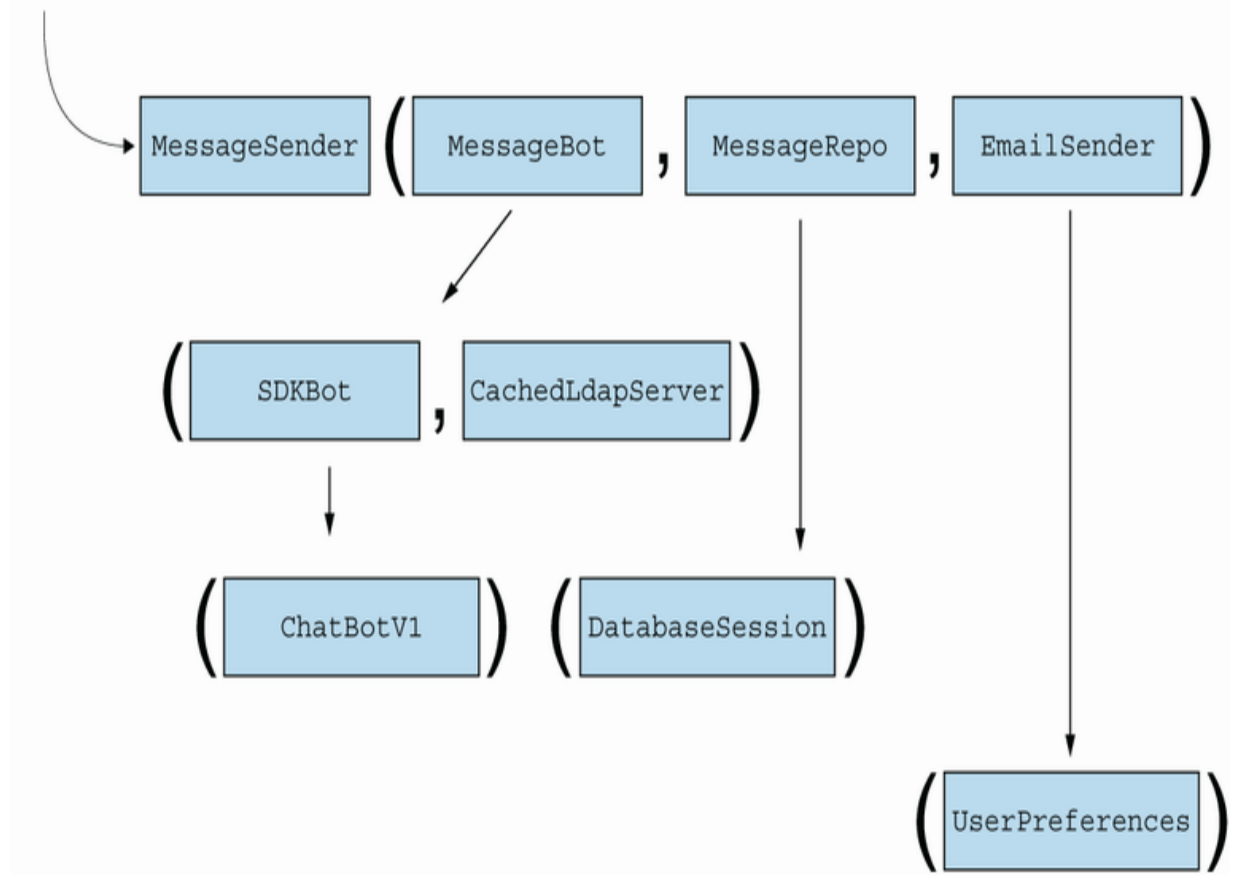 MessageSender ( MessageBot , MessageRepo , EmailSender )
( SDKBot , CachedLdapServer )
( ChatBotV1 ) ( DatabaseSession )
( UserPreferences )